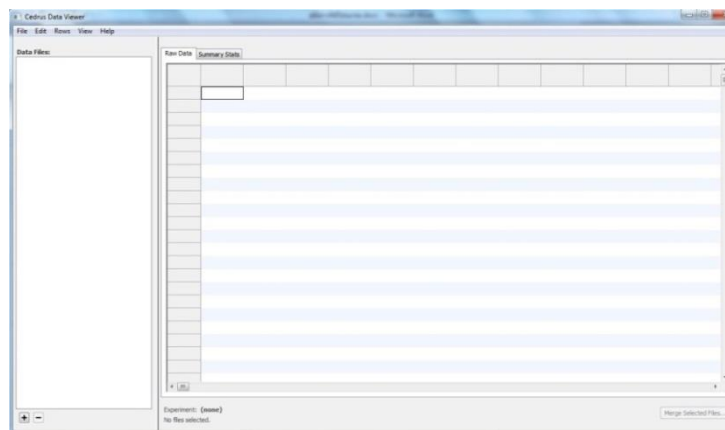 Cedrus Data Viewer
File Edit Rows View Help
Data Files:
Raw Data Summary Stats
Experiment: (none)
No files selected.
Merge Selected Files...